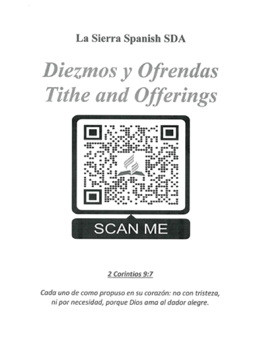 La Sierra Spanish SDA
Diezmos y Ofrendas
Tithe and Offerings
SCAN ME
2 Corintios 9:7
Cada uno de como propuso en su corazón: no con tristeza,
ni por necesidad, porque Dios ama al dador alegre.